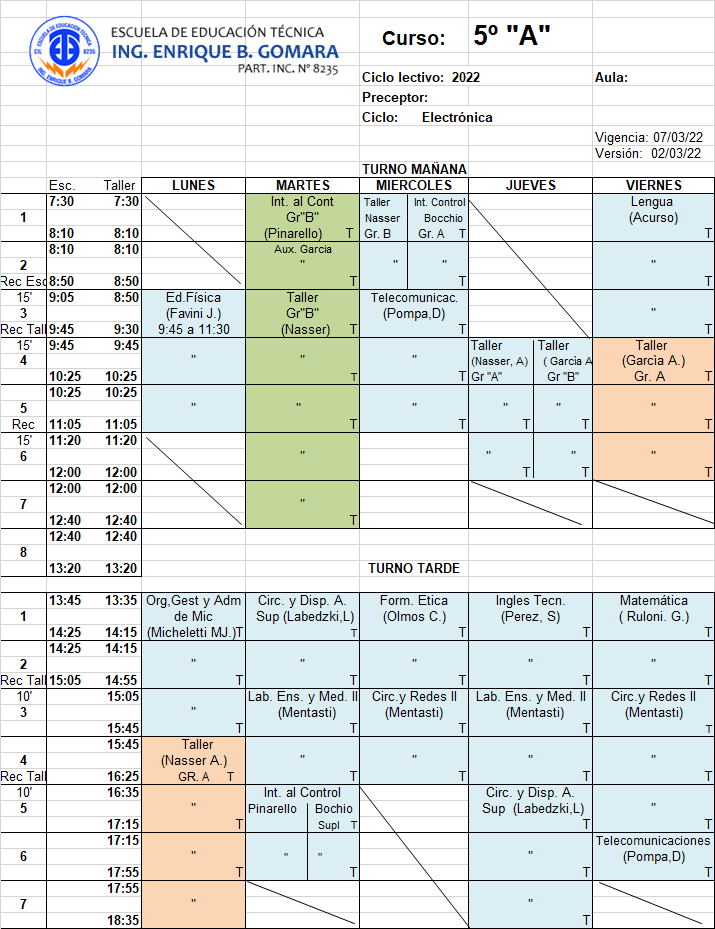 ESCUELA DE EDUCACIÓN TÉCNICA
ING. ENRIQUE B. GOMARA
PART. INC. Nº 8235
ESCUELA DE EDUCACIÓN TÉCNICA
8235
ING. ENRIQUE B. GOMARA
Curso: 5º "A"
Ciclo lectivo: 2022 Aula:
Preceptor:
Ciclo: Electrónica
Vigencia: 07/03/22
Versión: 02/03/22
TURNO MAÑANA
Esc. Taller LUNES MARTES MIERCOLES JUEVES VIERNES
7:30 7:30 Int. al Cont Taller Int. Control Lengua
1 Gr"B" Nasser Bocchio (Acurso)
8:10 8:10 (Pinarello) T Gr. B Gr. A T T
8:10 8:10 Aux. Garcia
2 " " " "
Rec Esc 8:50 8:50 T T T
15' 9:05 8:50 Ed.Física Taller Telecomunicac.
3 (Favini J.) Gr"B" (Pompa,D) "
Rec Tall 9:45 9:30 9:45 a 11:30 (Nasser) T T T
15' 9:45 9:45 Taller Taller Taller
4 " " " (Nasser, A) ( Garcìa A (Garcìa A.)
10:25 10:25 T T Gr "A" Gr "B" Gr. A
10:25 10:25
5 " " " " " "
Rec 11:05 11:05 T T T T T
15' 11:20 11:20
6 " " " "
12:00 12:00 T T T T
12:00 12:00
7 "
12:40 12:40 T
12:40 12:40
8
13:20 13:20 TURNO TARDE
13:45 13:35 Org,Gest y Adm Circ. y Disp. A. Form. Etica Ingles Tecn. Matemática
1 de Mic Sup (Labedzki,L) (Olmos C.) (Perez, S) ( Ruloni. G.)
14:25 14:15 (Micheletti MJ.)T T T T T
14:25 14:15
2 " " " " "
Rec Tall 15:05 14:55 T T T T T
10' 15:05 Lab. Ens. y Med. II Circ.y Redes II Lab. Ens. y Med. II Circ.y Redes II
3 " (Mentasti) (Mentasti) (Mentasti) (Mentasti)
15:45 T T T T T
15:45 Taller
4 (Nasser A.) " " " "
Rec Tall 16:25 GR. A T T T T T
10' 16:35 Int. al Control Circ. y Disp. A.
5 " Pinarello Bochio Sup (Labedzki,L) "
17:15 T Supl T T T
17:15 Telecomunicaciones
6 " " " " (Pompa,D)
17:55 T T T T
17:55
7 " "
18:35 T T